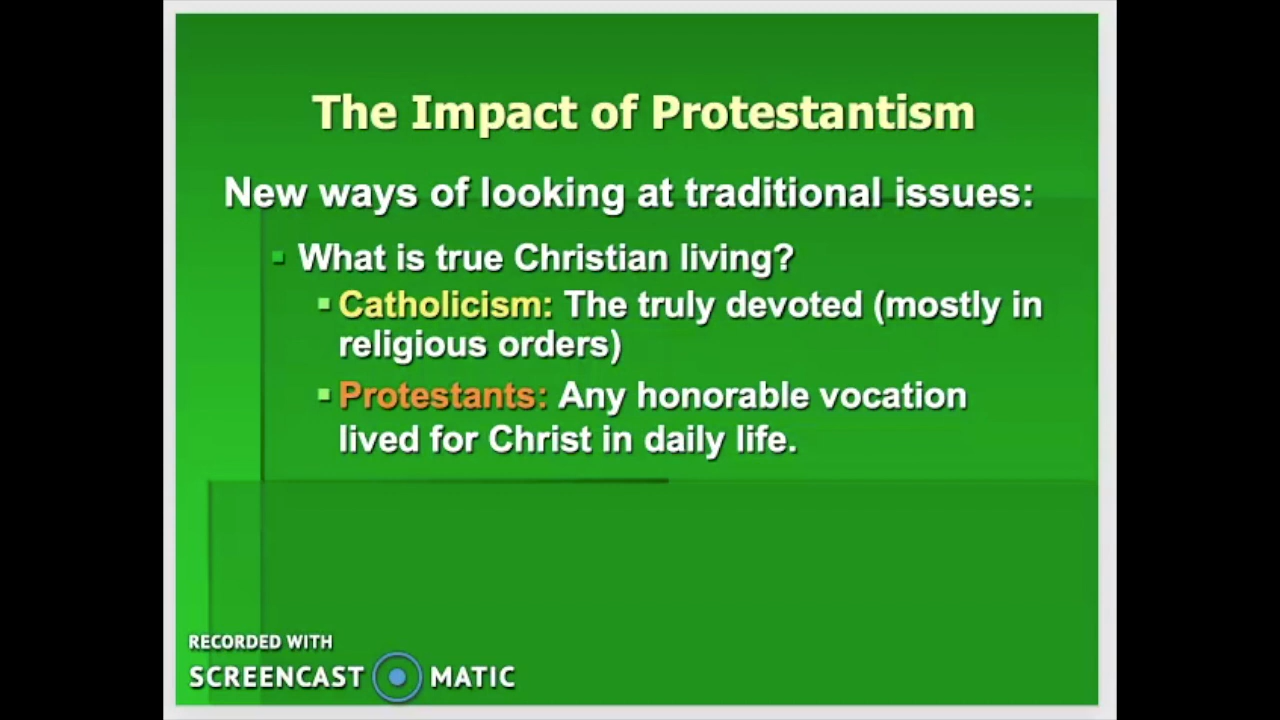 The Impact of Protestantism
New ways of looking at traditional issues:
What is true Christian living?
Catholicism: The truly devoted (mostly in
religious orders)
Protestants: Any honorable vocation
lived for Christ in daily life.
RECORDED WITH
SCREENCAST MATIC